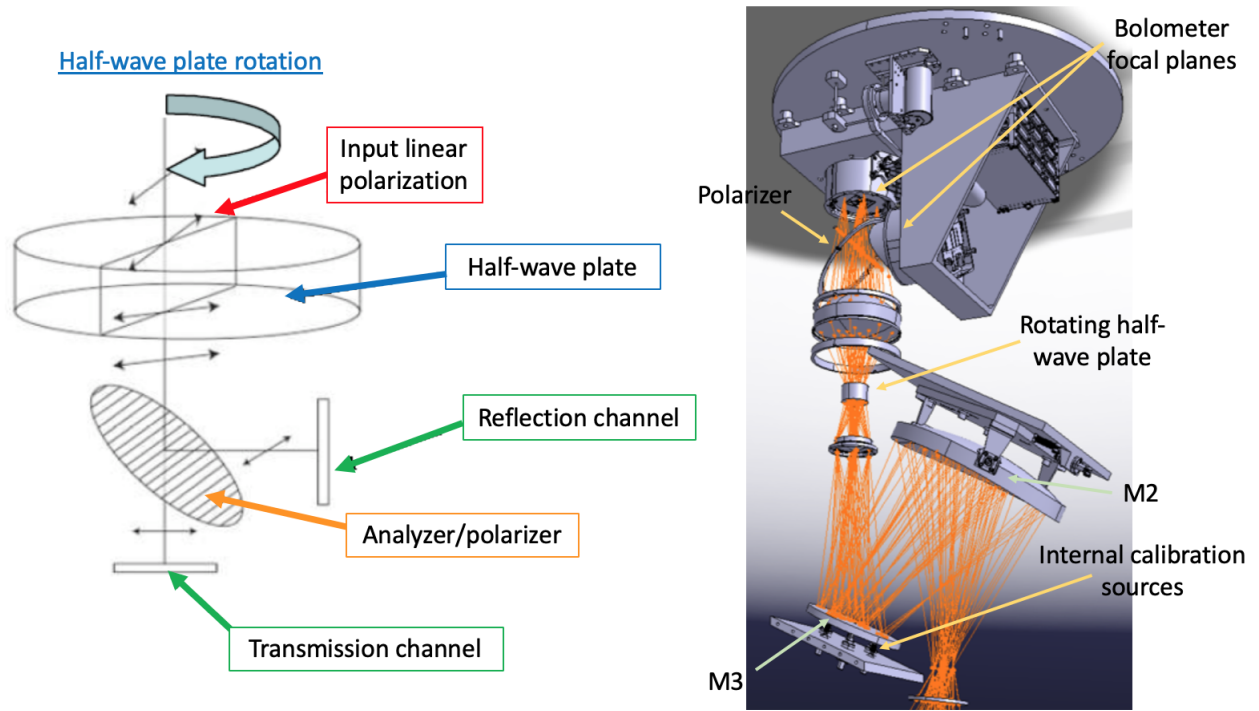 Half-wave plate rotation
Input linear
polarization
Half-wave plate
Reflection channel
Analyzer/polarizer
Transmission channel
Bolometer
focal planes
Polarizer
Rotating half-
wave plate
M2
Internal calibration
sources
M3